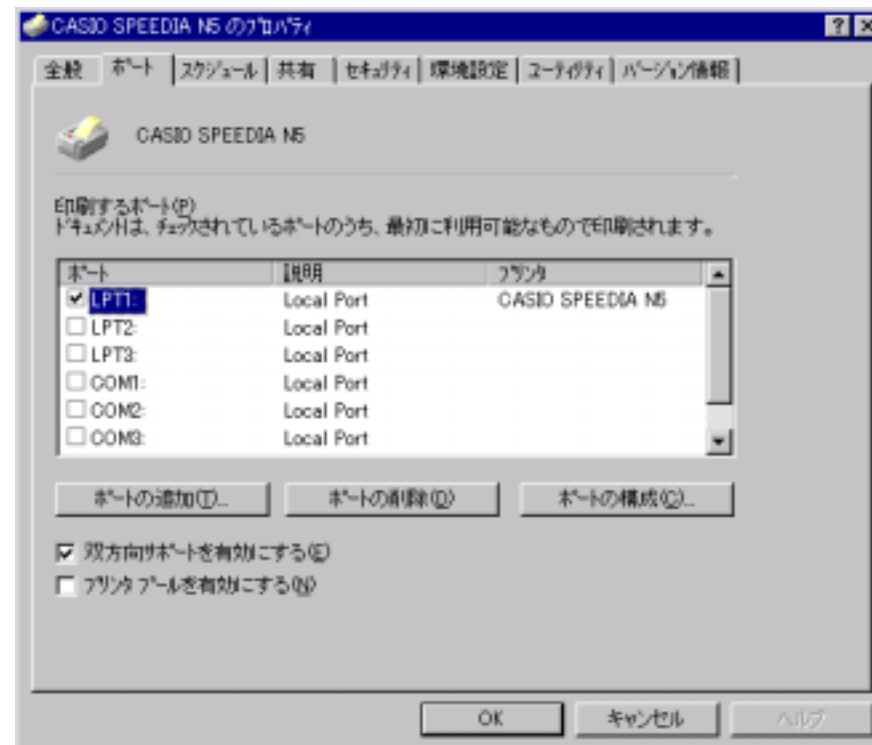 CASIO SPEEDIA N5 のﾌﾟﾛﾊﾟﾃｨ
全般 ﾎﾟｰﾄ ｽｹｼﾞｭｰﾙ 共有 ｾｷｭﾘﾃｨ 環境設定 ﾕｰﾃｨﾘﾃｨ ﾊﾞｰｼﾞｮﾝ情報
CASIO SPEEDIA N5
印刷するﾎﾟｰﾄ(P)
ﾄﾞｷｭﾒﾝﾄは、ﾁｪｯｸされているﾎﾟｰﾄのうち、最初に利用可能なもので印刷されます。
ﾎﾟｰﾄ 説明 ﾌﾟﾘﾝﾀ
LPT1: Local Port CASIO SPEEDIA N5
LPT2: Local Port
LPT3: Local Port
COM1: Local Port
COM2: Local Port
COM3: Local Port
ﾎﾟｰﾄの追加(T)... ﾎﾟｰﾄの削除(D) ﾎﾟｰﾄの構成(C)...
双方向ｻﾎﾟｰﾄを有効にする(E)
ﾌﾟﾘﾝﾀ ﾌﾟｰﾙを有効にする(N)
OK ｷｬﾝｾﾙ ﾍﾙﾌﾟ